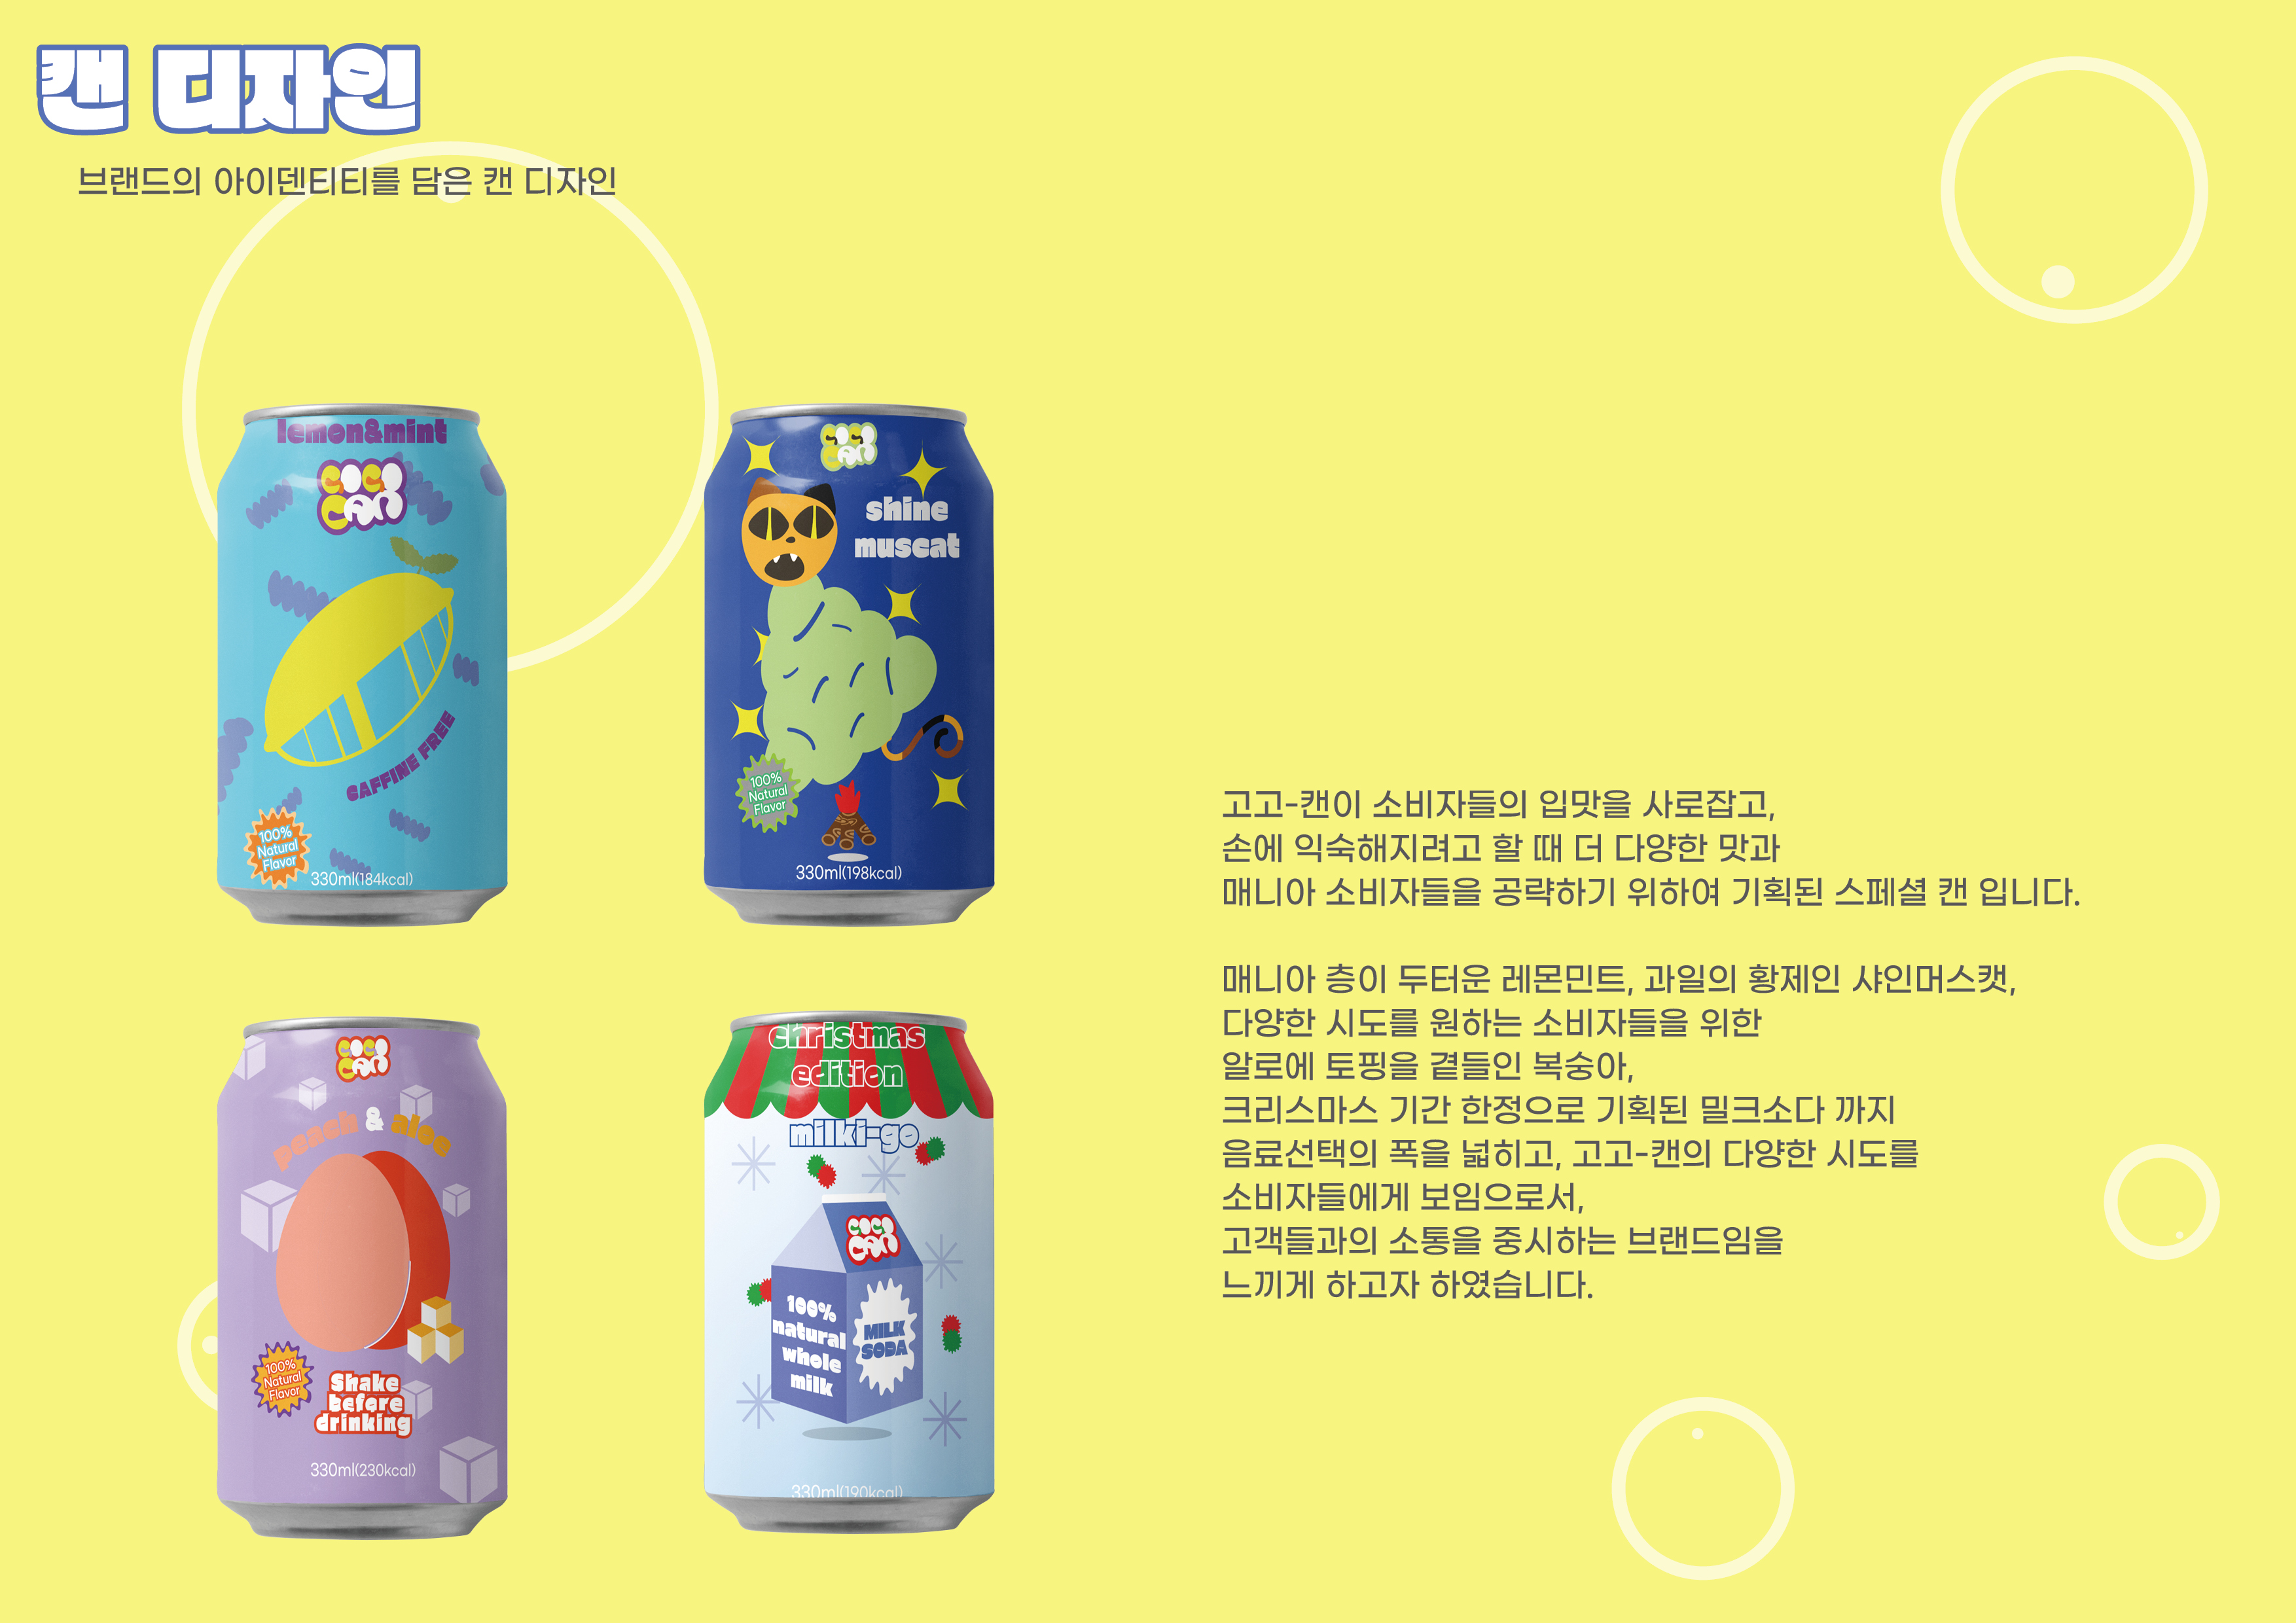 캔 디자인
브랜드의 아이덴티티를 담은 캔 디자인
lemon&mint
GOGO
CAN
CAFFINE FREE
100%
Natural
Flavor
330ml(184kcal)
GOGO
CAN
shine
muscat
100%
Natural
Flavor
330ml(198kcal)
GOGO
CAN
Peach & aloe
100%
Natural
Flavor
Shake
before
drinking
330ml(230kcal)
christmas
edition
milki-go
GOGO
CAN
100%
natural
whole
milk
MILK
SODA
330ml(190kcal)
고고-캔이 소비자들의 입맛을 사로잡고,
손에 익숙해지려고 할 때 더 다양한 맛과
매니아 소비자들을 공략하기 위하여 기획된 스페셜 캔 입니다.
매니아 층이 두터운 레몬민트, 과일의 황제인 샤인머스캣,
다양한 시도를 원하는 소비자들을 위한
알로에 토핑을 곁들인 복숭아,
크리스마스 기간 한정으로 기획된 밀크소다 까지
음료선택의 폭을 넓히고, 고고-캔의 다양한 시도를
소비자들에게 보임으로서,
고객들과의 소통을 중시하는 브랜드임을
느끼게 하고자 하였습니다.